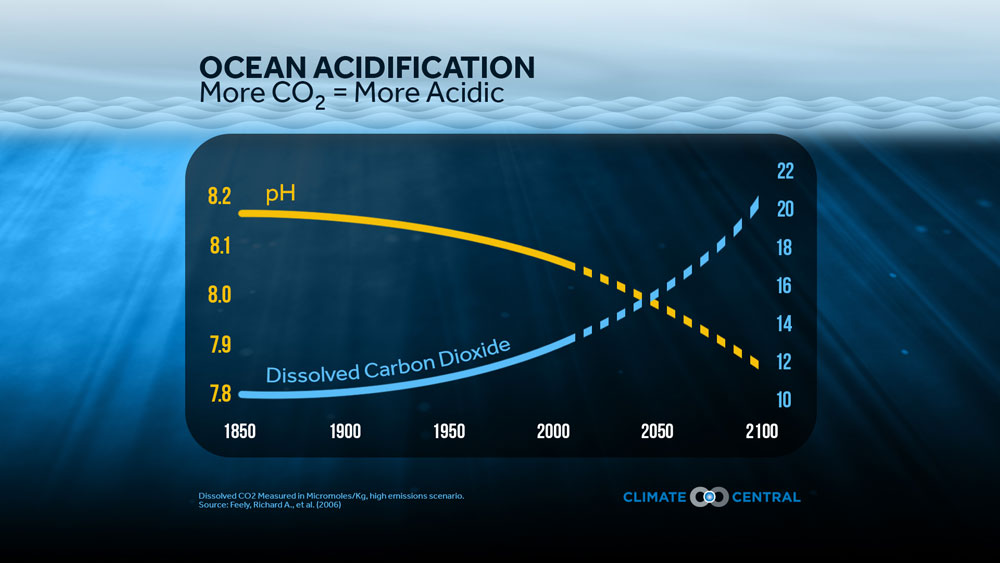 OCEAN ACIDIFICATION
More CO₂ = More Acidic
22
8.2
pH
20
8.1
18
8.0
16
14
7.9
Dissolved Carbon Dioxide
12
7.8
10
1850 1900 1950 2000 2050 2100
Dissolved CO2 Measured in Micromoles/Kg, high emissions scenario.
Source: Feely, Richard A., et al. (2006)
CLIMATE CENTRAL